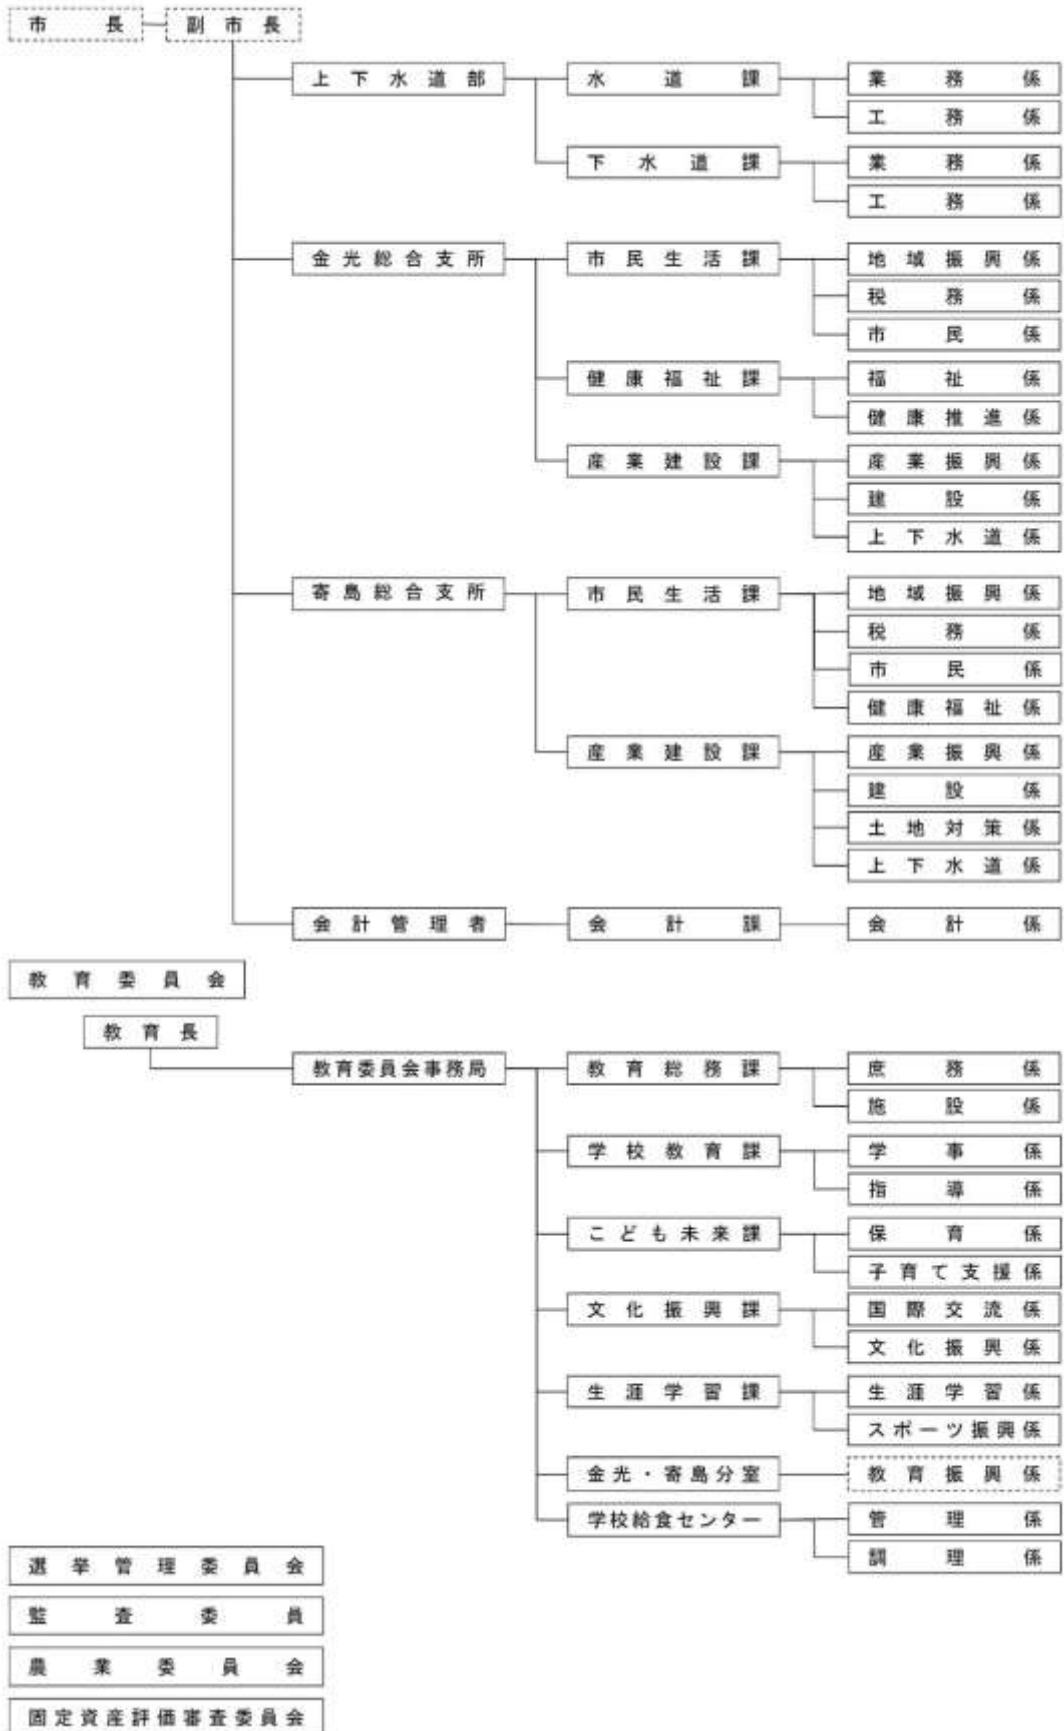 市長 副市長
上下水道部 水道課 業務係
工務係
下水道課 業務係
工務係
金光総合支所 市民生活課 地域振興係
税務係
市民係
健康福祉課 福祉係
健康推進係
産業建設課 産業振興係
建設係
上下水道係
寄島総合支所 市民生活課 地域振興係
税務係
市民係
健康福祉係
産業建設課 産業振興係
建設係
土地対策係
上下水道係
会計管理者 会計課 会計係
教育委員会
教育長
教育委員会事務局 教育総務課 庶務係
施設係
学校教育課 学事係
指導係
こども未来課 保育係
子育て支援係
文化振興課 国際交流係
文化振興係
生涯学習課 生涯学習係
スポーツ振興係
金光・寄島分室 教育振興係
学校給食センター 管理係
調理係
選挙管理委員会
監査委員
農業委員会
固定資産評価審査委員会